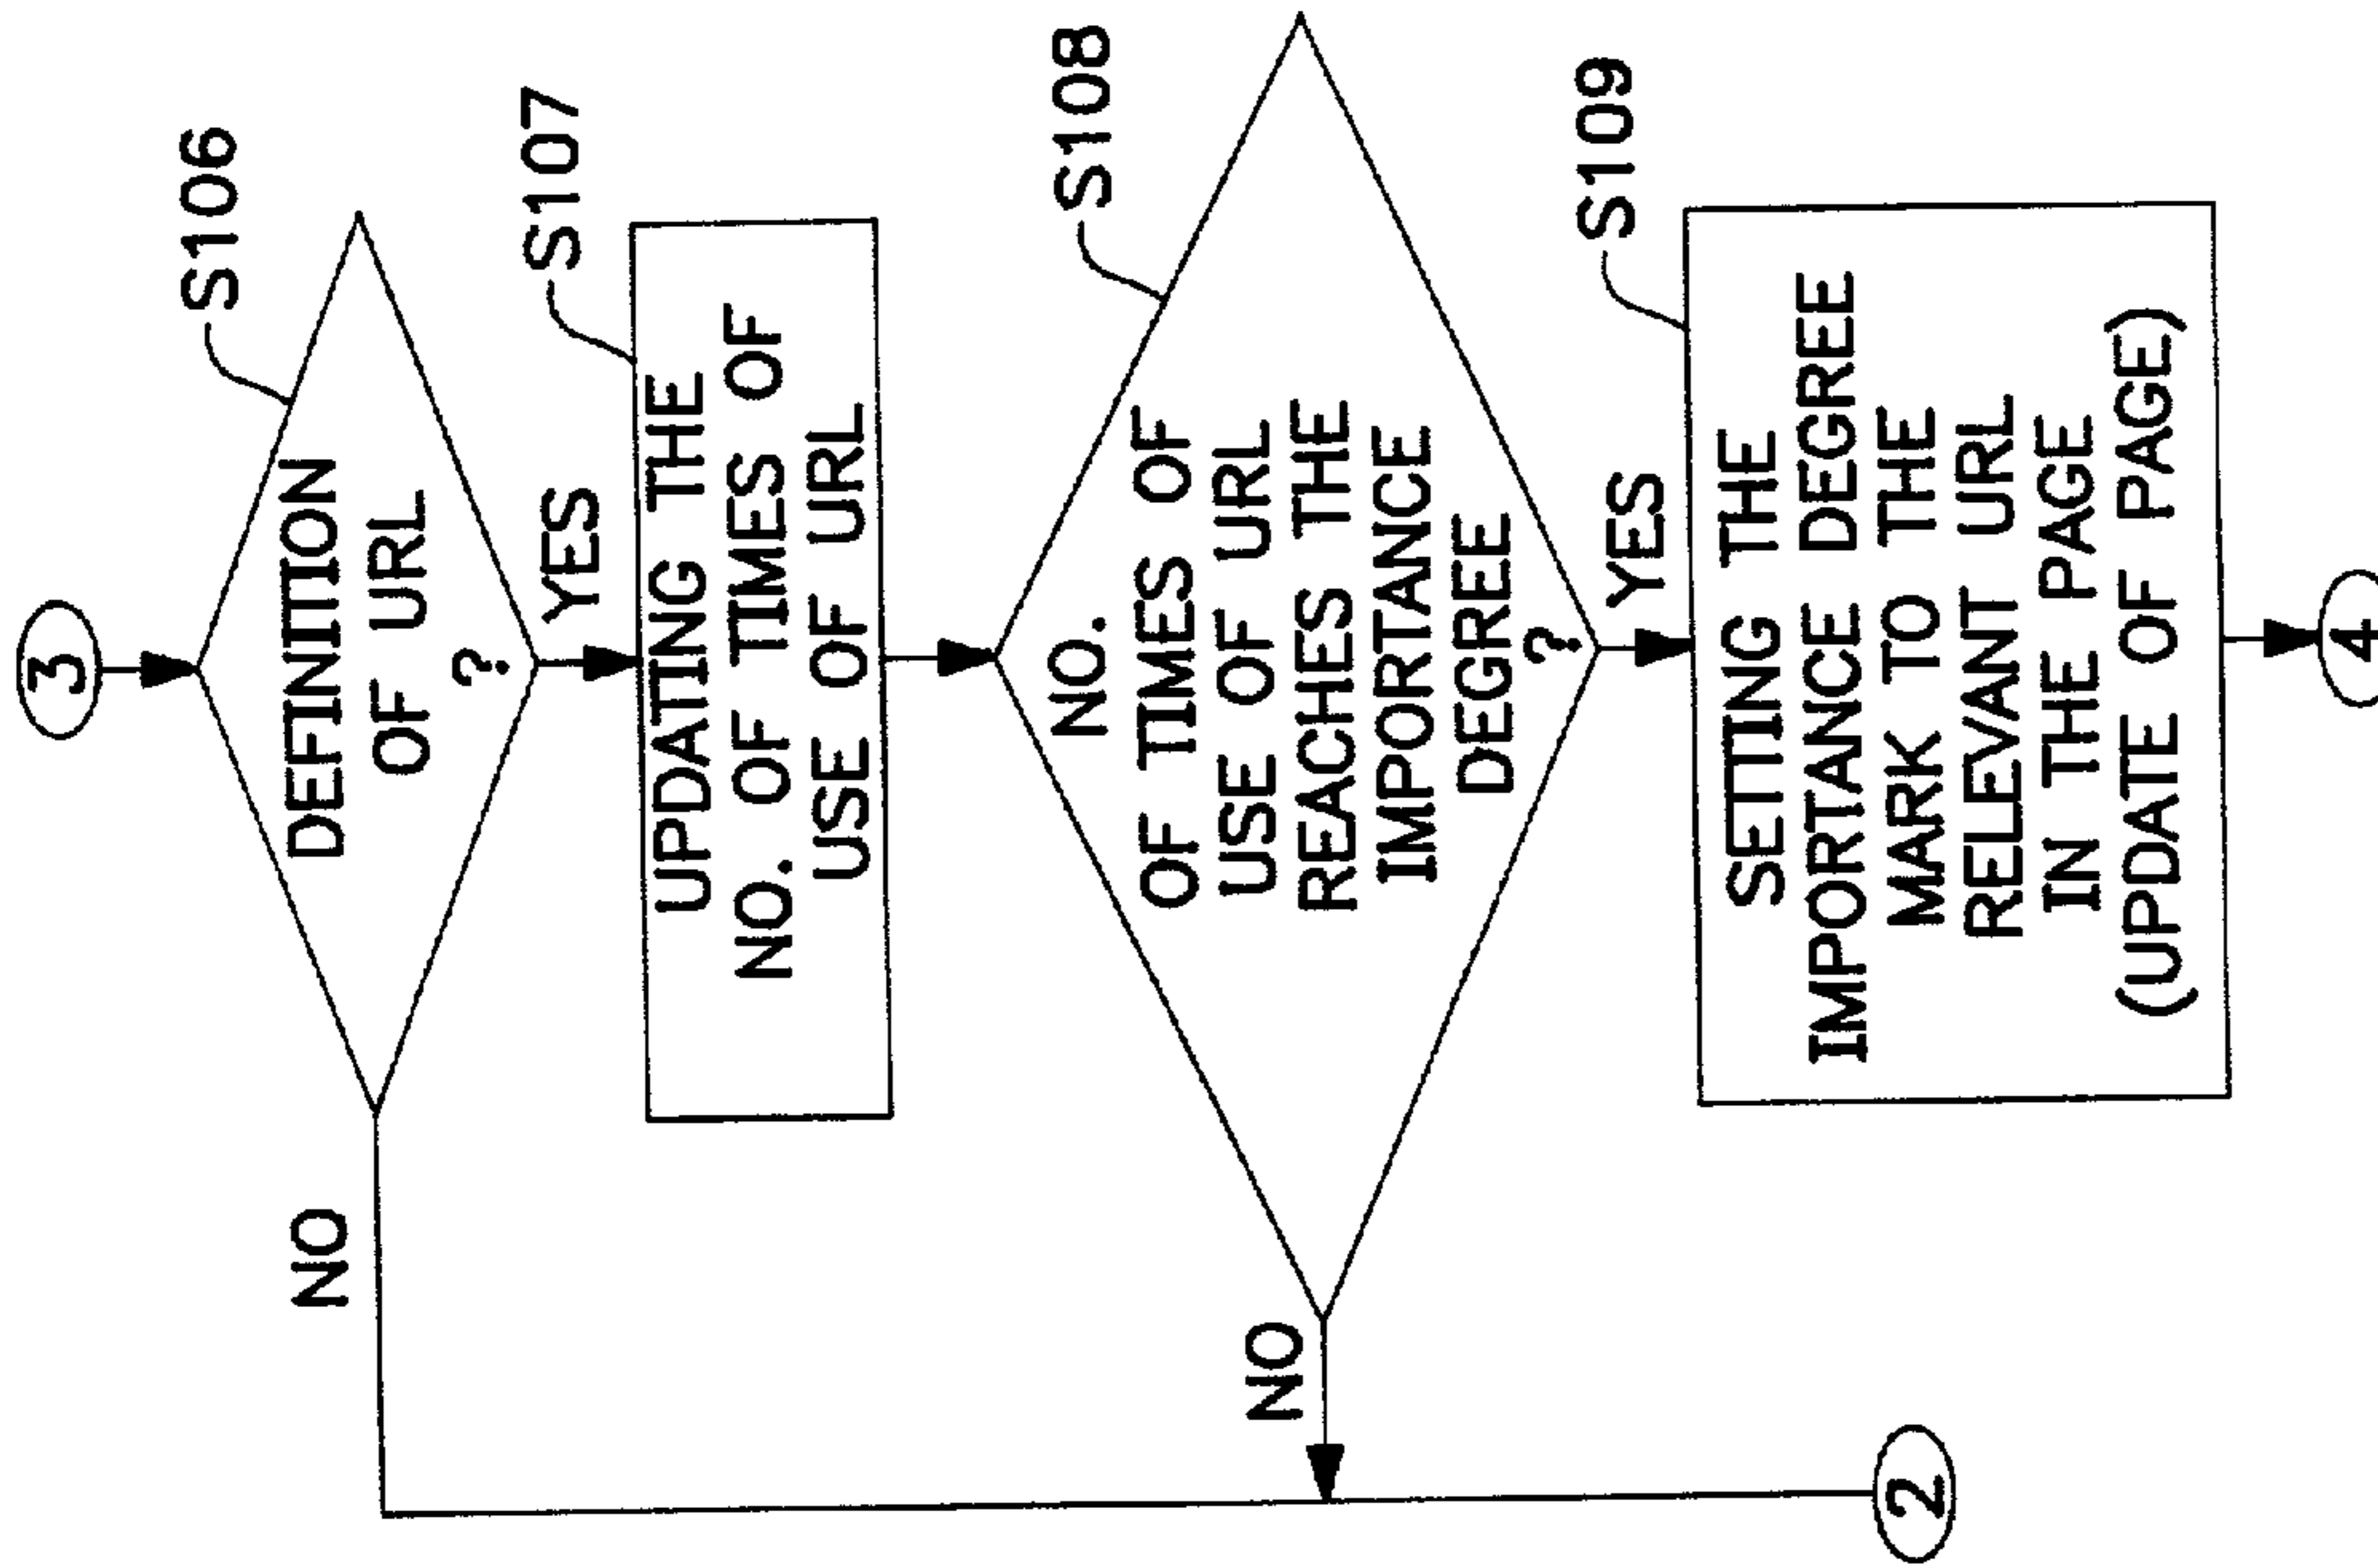 3
S106
DEFINITION
OF URL
?
NO
YES
S107
UPDATING THE
NO. OF TIMES OF
USE OF URL
S108
NO.
OF TIMES OF
USE OF URL
REACHES THE
IMPORTANCE
DEGREE
?
NO
YES
S109
SETTING THE
IMPORTANCE DEGREE
MARK TO THE
RELEVANT URL
IN THE PAGE
(UPDATE OF PAGE)
2
4